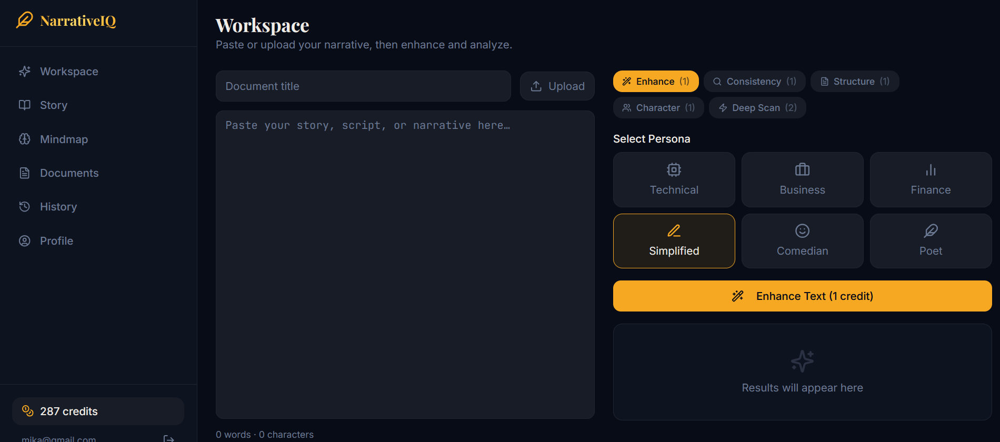 NarrativeIQ
Workspace
Story
Mindmap
Documents
History
Profile
287 credits
mika@gmail.com
Workspace
Paste or upload your narrative, then enhance and analyze.
Document title
Upload
Paste your story, script, or narrative here…
0 words · 0 characters
Enhance (1)
Consistency (1)
Structure (1)
Character (1)
Deep Scan (2)
Select Persona
Technical
Business
Finance
Simplified
Comedian
Poet
Enhance Text (1 credit)
Results will appear here